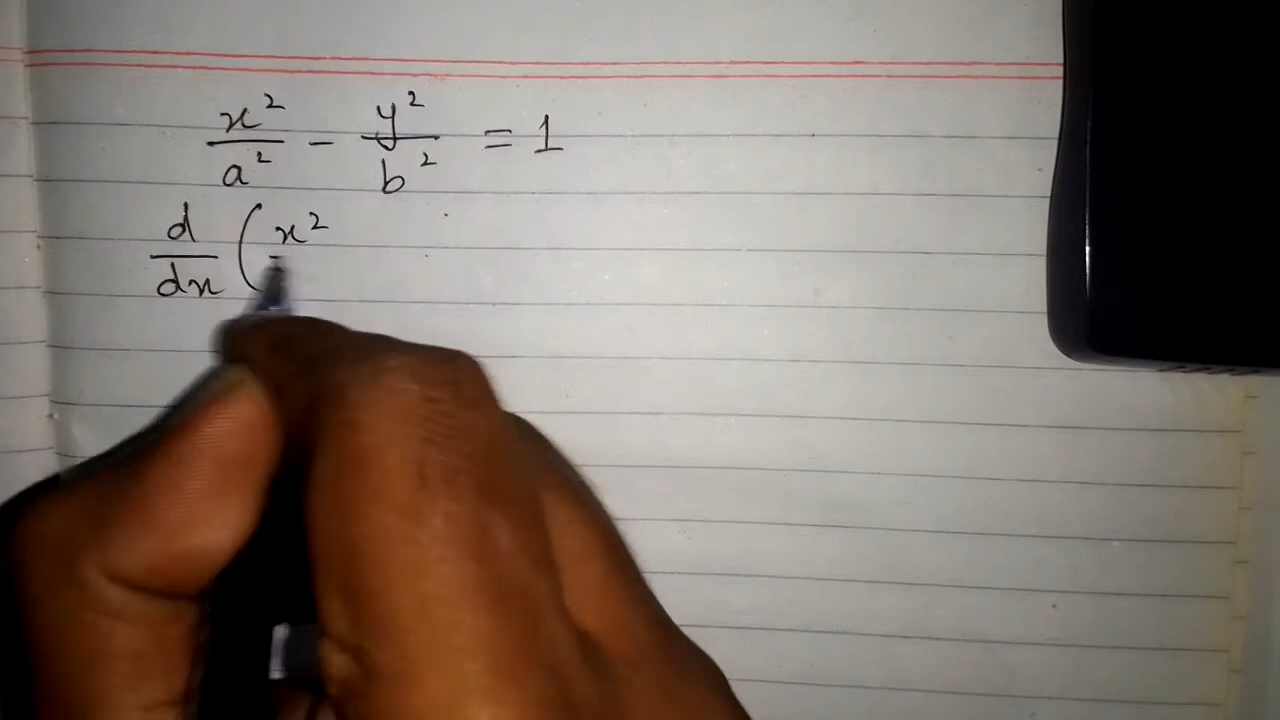 x²/a² - y²/b² = 1
d/dx (x²